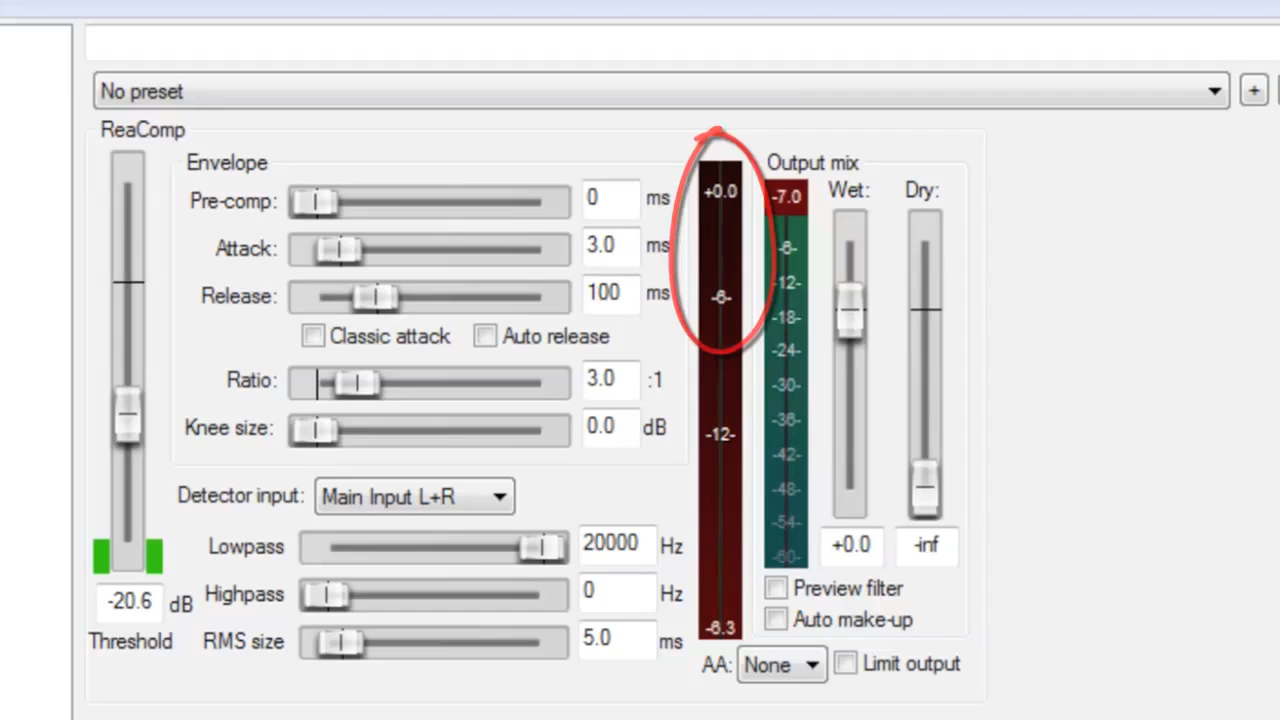 No preset
+
ReaComp
Envelope
Pre-comp: 0 ms
Attack: 3.0 ms
Release: 100 ms
Classic attack Auto release
Ratio: 3.0 :1
Knee size: 0.0 dB
Detector input: Main Input L+R
Lowpass 20000 Hz
Highpass 0 Hz
RMS size 5.0 ms
-20.6 dB
Threshold
+0.0
-6-
-12-
-6.3
Output mix
Wet: Dry:
-7.0
-6-
-12-
-18-
-24-
-30-
-36-
-42-
-48-
-54-
-60-
+0.0 -inf
Preview filter
Auto make-up
AA: None Limit output